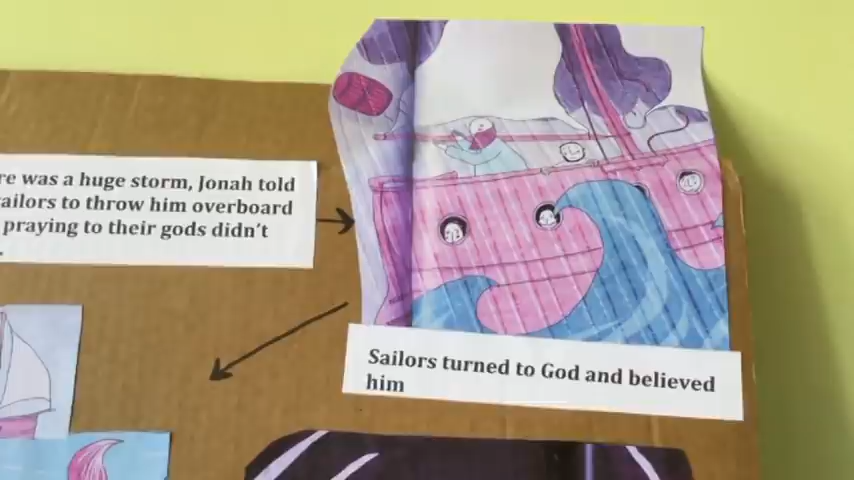 re was a huge storm, Jonah told
ailors to throw him overboard
praying to their gods didn't
Sailors turned to God and believed
him